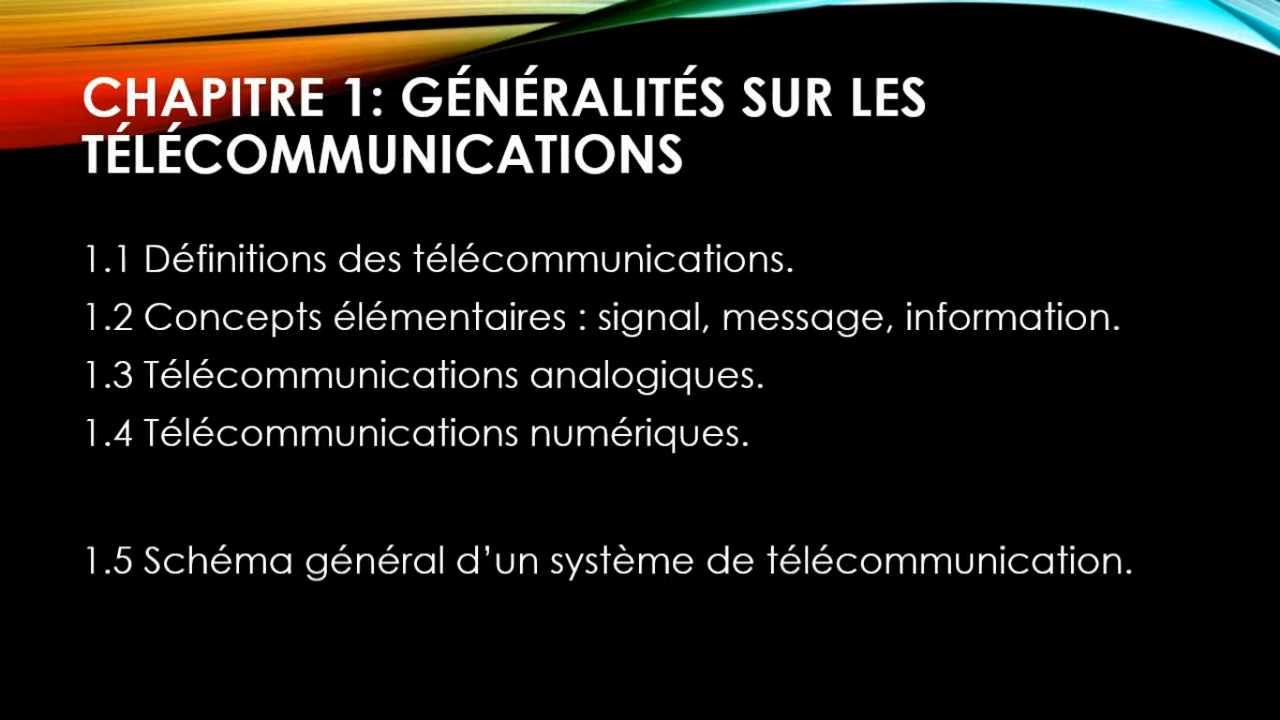 CHAPITRE 1: GÉNÉRALITÉS SUR LES
TÉLÉCOMMUNICATIONS
1.1 Définitions des télécommunications.
1.2 Concepts élémentaires : signal, message, information.
1.3 Télécommunications analogiques.
1.4 Télécommunications numériques.
1.5 Schéma général d’un système de télécommunication.